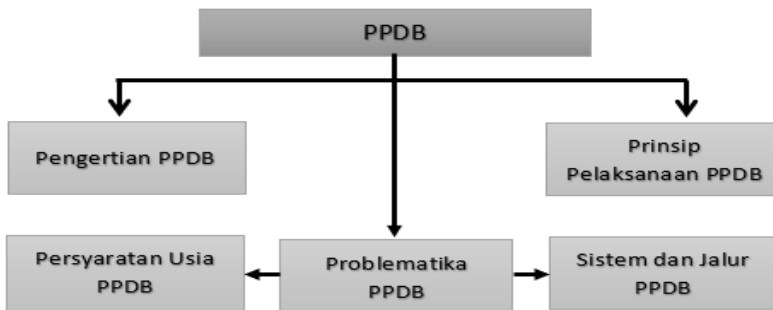 PPDB
Pengertian PPDB
Prinsip
Pelaksanaan PPDB
Persyaratan Usia
PPDB
Problematika
PPDB
Sistem dan Jalur
PPDB